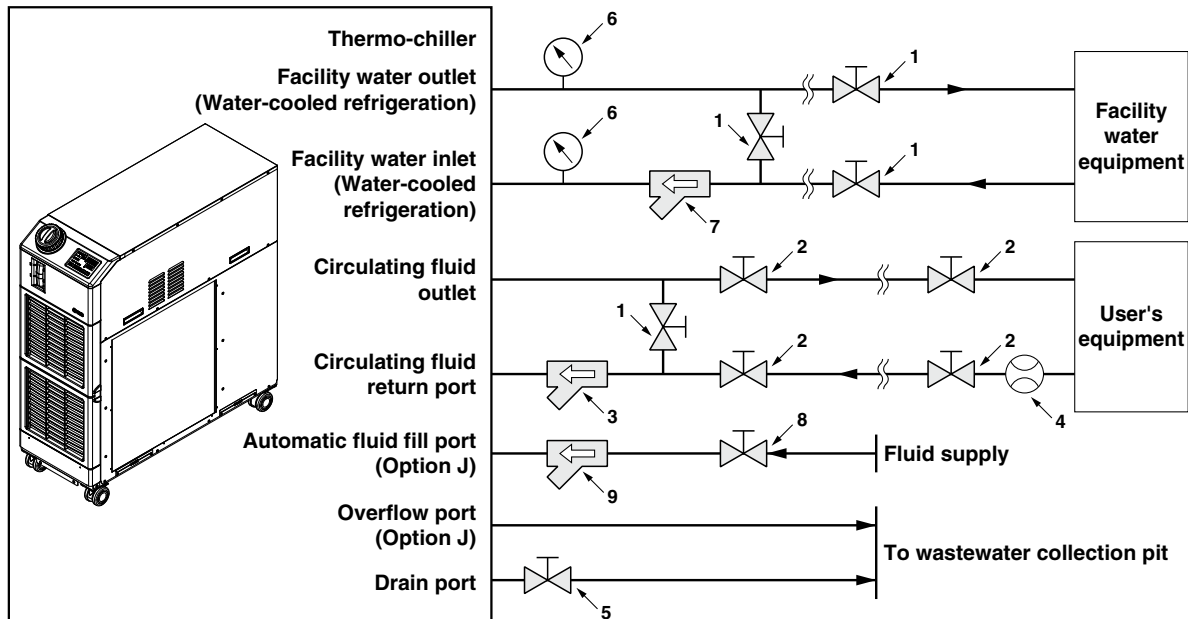 Thermo-chiller
6
Facility water outlet
(Water-cooled refrigeration)
1
6
1
Facility water inlet
(Water-cooled
refrigeration)
1
7
Facility
water
equipment
Circulating fluid
outlet
2
2
1
Circulating fluid
return port
2
2
3
4
User's
equipment
Automatic fluid fill port
(Option J)
8
9
Fluid supply
Overflow port
(Option J)
To wastewater collection pit
Drain port
5